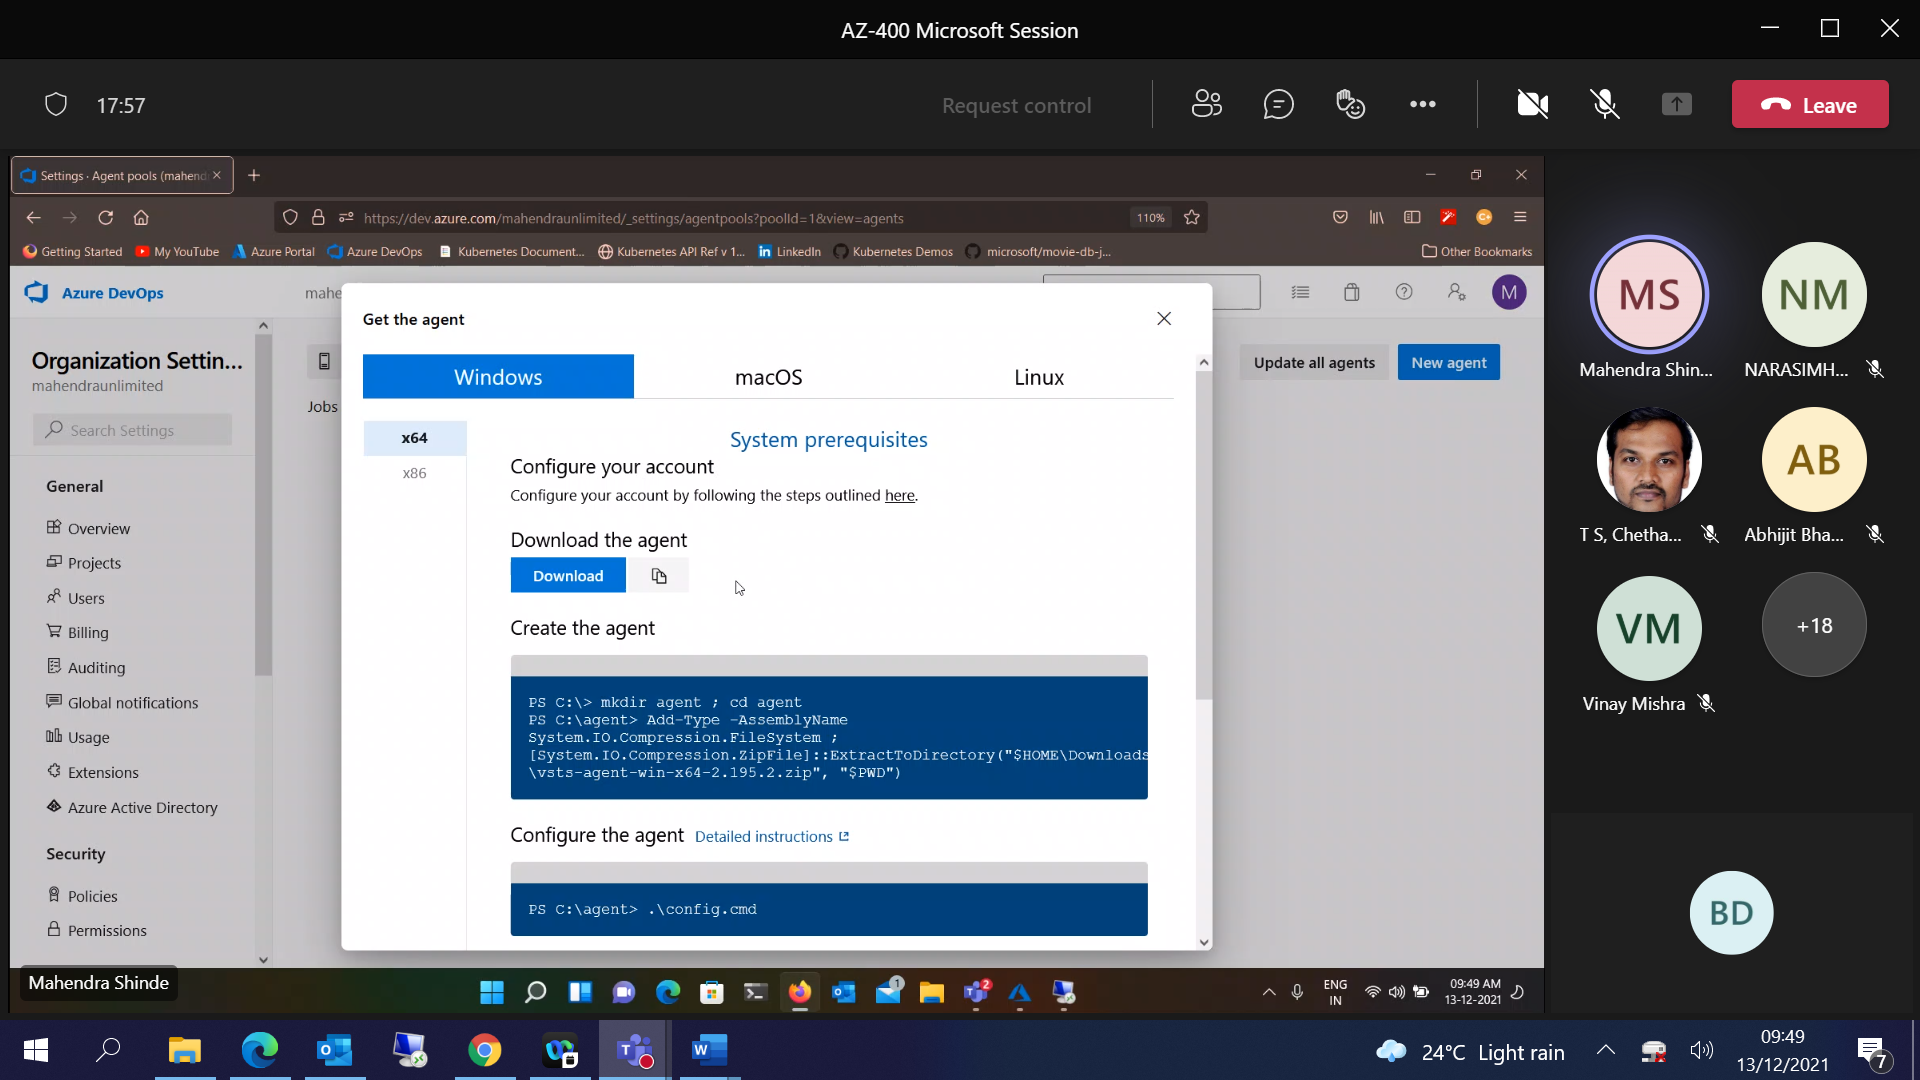 AZ-400 Microsoft Session
17:57
Request control
Leave
Settings · Agent pools (mahend
https://dev.azure.com/mahendraunlimited/_settings/agentpools?poolId=1&view=agents
110%
Getting Started
My YouTube
Azure Portal
Azure DevOps
Kubernetes Document...
Kubernetes API Ref v 1...
LinkedIn
Kubernetes Demos
microsoft/movie-db-j...
Other Bookmarks
Azure DevOps
mahe
M
Organization Settin...
mahendraunlimited
Search Settings
General
Overview
Projects
Users
Billing
Auditing
Global notifications
Usage
Extensions
Azure Active Directory
Security
Policies
Permissions
Jobs
Update all agents
New agent
Get the agent
Windows
macOS
Linux
x64
x86
System prerequisites
Configure your account
Configure your account by following the steps outlined here.
Download the agent
Download
Create the agent
PS C:\> mkdir agent ; cd agent
PS C:\agent> Add-Type -AssemblyName
System.IO.Compression.FileSystem ;
[System.IO.Compression.ZipFile]::ExtractToDirectory("$HOME\Downloads
\vsts-agent-win-x64-2.195.2.zip", "$PWD")
Configure the agent Detailed instructions
PS C:\agent> .\config.cmd
Mahendra Shinde
1
2
ENG
IN
09:49 AM
13-12-2021
MS
Mahendra Shin...
NM
NARASIMH...
T S, Chetha...
AB
Abhijit Bha...
VM
Vinay Mishra
+18
BD
24°C Light rain
09:49
13/12/2021
7